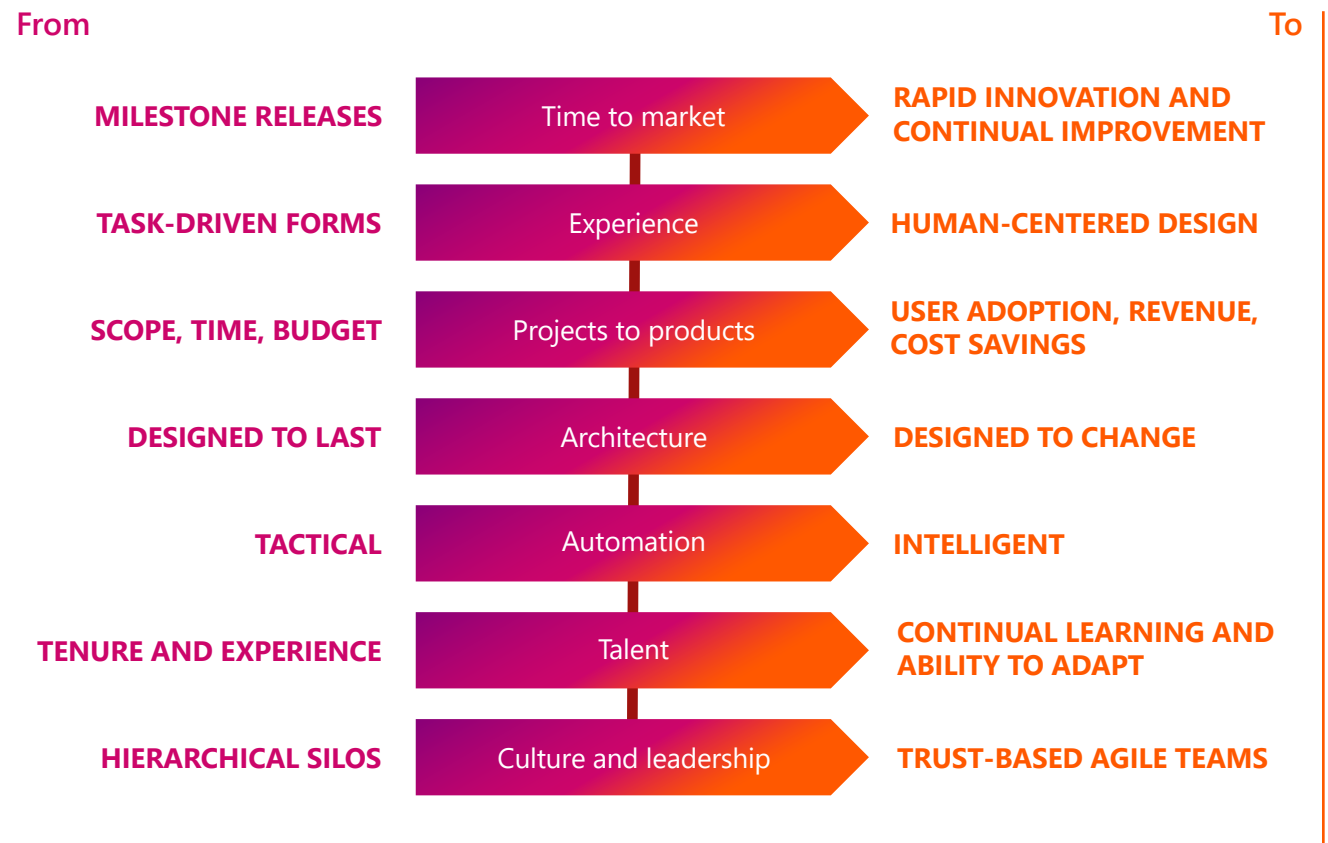 From
To
MILESTONE RELEASES
Time to market
RAPID INNOVATION AND
CONTINUAL IMPROVEMENT
TASK-DRIVEN FORMS
Experience
HUMAN-CENTERED DESIGN
SCOPE, TIME, BUDGET
Projects to products
USER ADOPTION, REVENUE,
COST SAVINGS
DESIGNED TO LAST
Architecture
DESIGNED TO CHANGE
TACTICAL
Automation
INTELLIGENT
TENURE AND EXPERIENCE
Talent
CONTINUAL LEARNING AND
ABILITY TO ADAPT
HIERARCHICAL SILOS
Culture and leadership
TRUST-BASED AGILE TEAMS